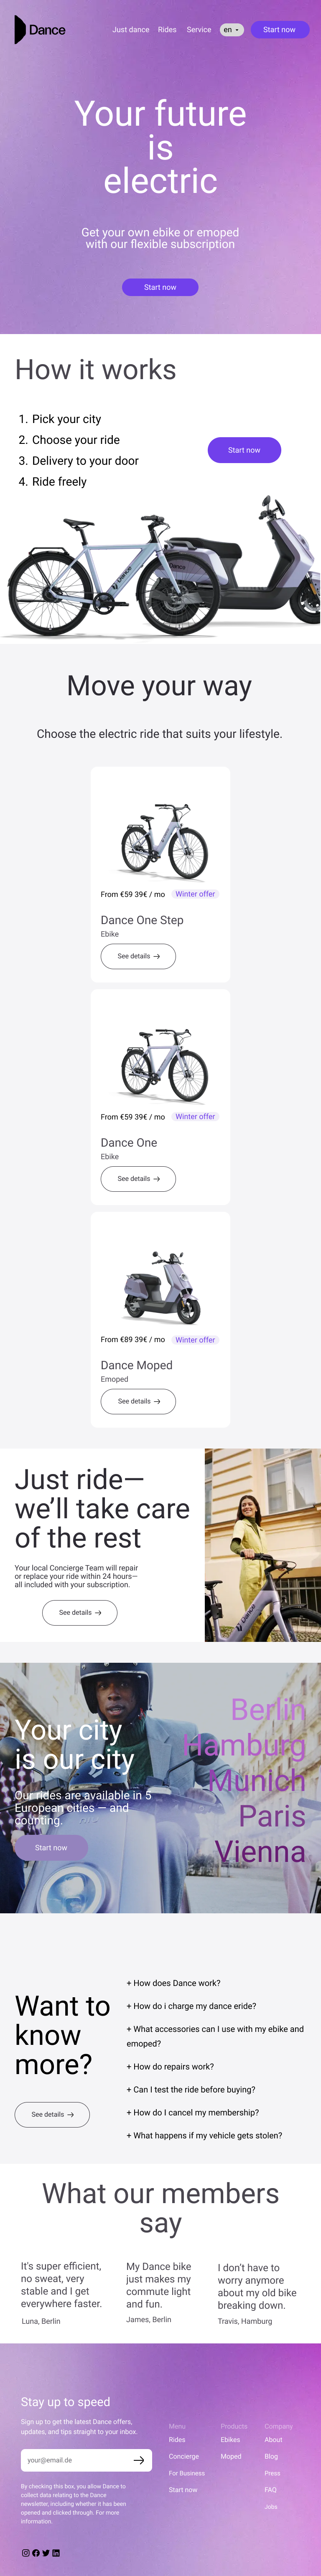 Dance
Just dance Rides Service en Start now
Your future
is
electric
Get your own ebike or emoped
with our flexible subscription
Start now
How it works
1. Pick your city
2. Choose your ride
3. Delivery to your door
4. Ride freely
Start now
Dance
Move your way
Choose the electric ride that suits your lifestyle.
From €59 39€ / mo Winter offer
Dance One Step
Ebike
See details →
From €59 39€ / mo Winter offer
Dance One
Ebike
See details →
From €89 39€ / mo Winter offer
Dance Moped
Emoped
See details →
Just ride—
we’ll take care
of the rest
Your local Concierge Team will repair
or replace your ride within 24 hours—
all included with your subscription.
See details →
Dance
Your city
is our city
Our rides are available in 5
European cities — and
counting.
Start now
Berlin
Hamburg
Munich
Paris
Vienna
Want to
know
more?
See details →
+ How does Dance work?
+ How do i charge my dance eride?
+ What accessories can I use with my ebike and
emoped?
+ How do repairs work?
+ Can I test the ride before buying?
+ How do I cancel my membership?
+ What happens if my vehicle gets stolen?
What our members
say
It’s super efficient,
no sweat, very
stable and I get
everywhere faster.
Luna, Berlin
My Dance bike
just makes my
commute light
and fun.
James, Berlin
I don’t have to
worry anymore
about my old bike
breaking down.
Travis, Hamburg
Stay up to speed
Sign up to get the latest Dance offers,
updates, and tips straight to your inbox.
your@email.de
By checking this box, you allow Dance to
collect data relating to the Dance
newsletter, including whether it has been
opened and clicked through. For more
information.
Menu
Rides
Concierge
For Business
Start now
Products
Ebikes
Moped
Company
About
Blog
Press
FAQ
Jobs